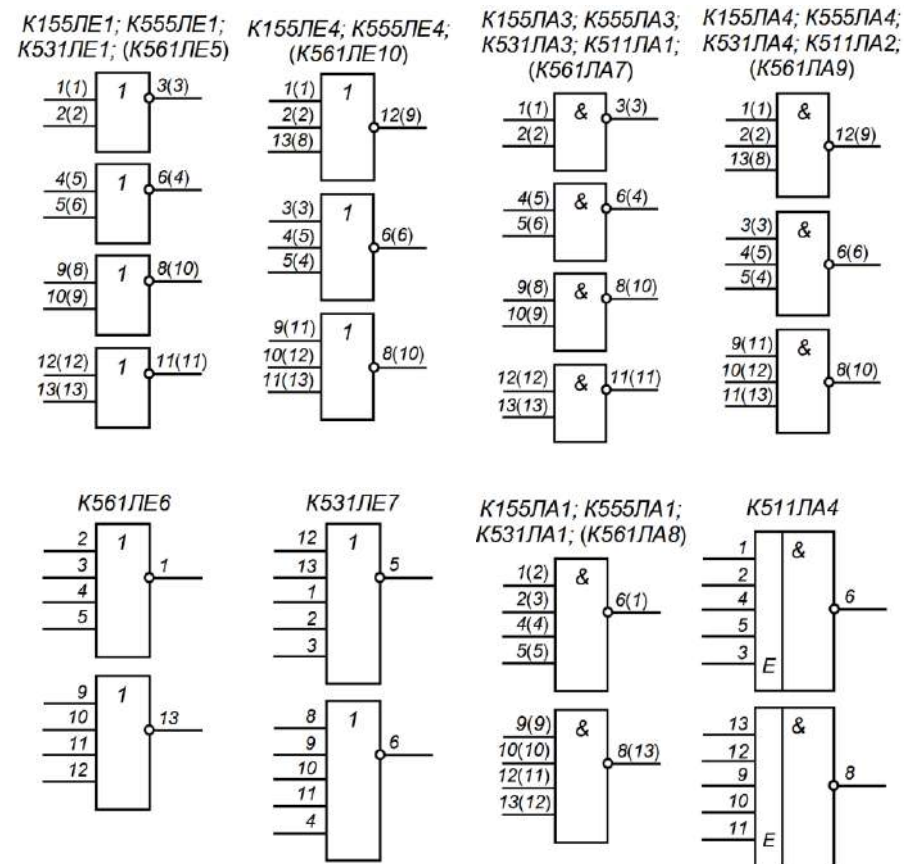 К155ЛЕ1; К555ЛЕ1;
К531ЛЕ1; (К561ЛЕ5)
1(1) 1 3(3)
2(2)
4(5) 1 6(4)
5(6)
9(8) 1 8(10)
10(9)
12(12) 1 11(11)
13(13)
К155ЛЕ4; К555ЛЕ4;
(К561ЛЕ10)
1(1) 1
2(2) 12(9)
13(8)
3(3) 1
4(5) 6(6)
5(4)
9(11) 1
10(12) 8(10)
11(13)
К155ЛА3; К555ЛА3;
К531ЛА3; К511ЛА1;
(К561ЛА7)
1(1) & 3(3)
2(2)
4(5) & 6(4)
5(6)
9(8) & 8(10)
10(9)
12(12) & 11(11)
13(13)
К155ЛА4; К555ЛА4;
К531ЛА4; К511ЛА2;
(К561ЛА9)
1(1) &
2(2) 12(9)
13(8)
3(3) &
4(5) 6(6)
5(4)
9(11) &
10(12) 8(10)
11(13)
К561ЛЕ6
2 1
3 1
4
5
9 1
10 13
11
12
К531ЛЕ7
12 1
13 5
1
2
3
8 1
9 6
10
11
4
К155ЛА1; К555ЛА1;
К531ЛА1; (К561ЛА8)
1(2) &
2(3) 6(1)
4(4)
5(5)
9(9) &
10(10) 8(13)
12(11)
13(12)
К511ЛА4
1 &
2
4 6
5
3 E
13 &
12
9 8
10
11 E